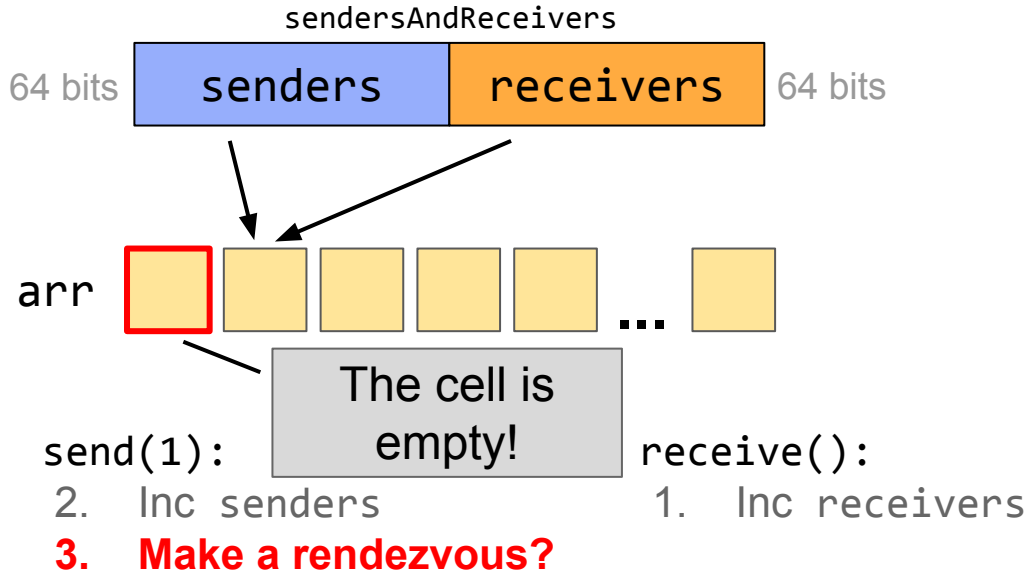 sendersAndReceivers
64 bits senders receivers 64 bits
arr
...
The cell is
empty!
send(1): receive():
2. Inc senders 1. Inc receivers
3. Make a rendezvous?